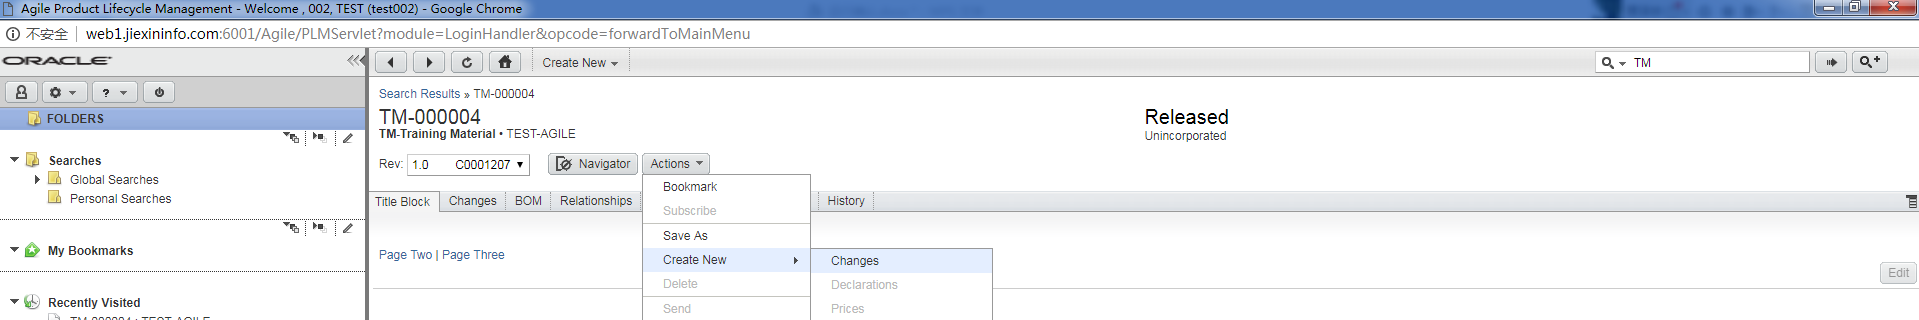 Agile Product Lifecycle Management - Welcome , 002, TEST (test002) - Google Chrome
不安全 web1.jiexininfo.com:6001/Agile/PLMServlet?module=LoginHandler&opcode=forwardToMainMenu
ORACLE
Create New
TM
FOLDERS
Searches
Global Searches
Personal Searches
My Bookmarks
Recently Visited
TM-000004 : TEST-AGILE
Search Results » TM-000004
TM-000004
TM-Training Material • TEST-AGILE
Released
Unincorporated
Rev: 1.0 C0001207
Navigator
Actions
Title Block Changes BOM Relationships History
Page Two | Page Three
Edit
Bookmark
Subscribe
Save As
Create New
Delete
Send
Changes
Declarations
Prices